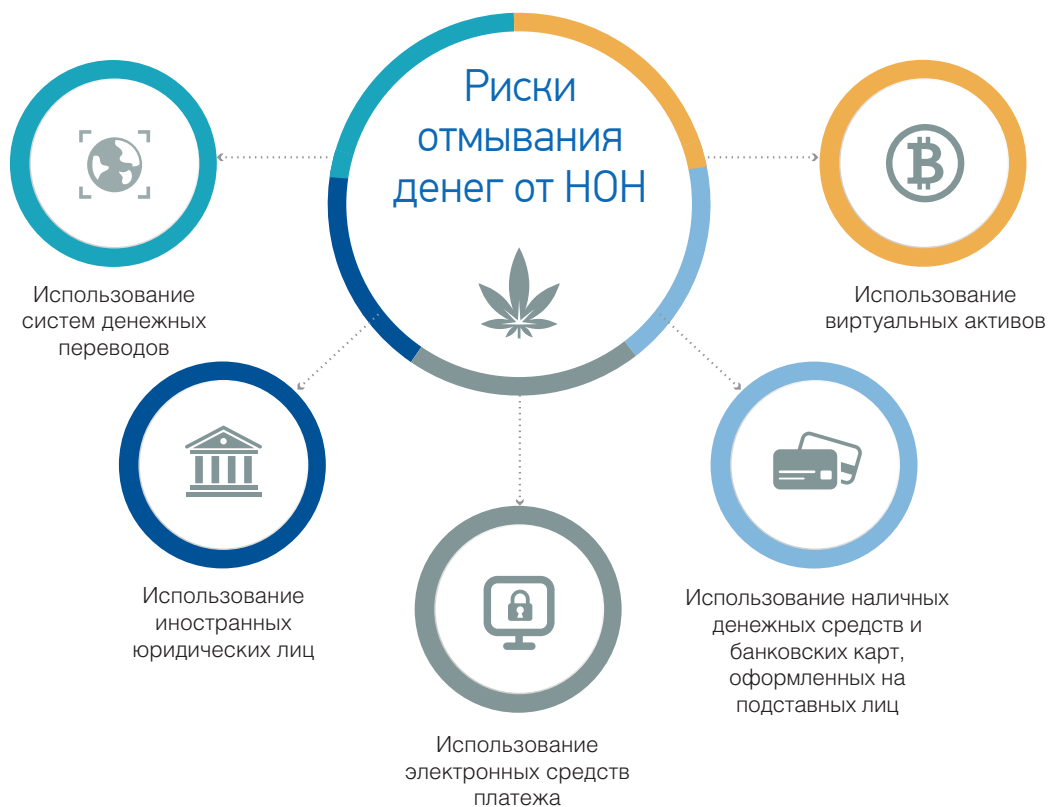 Риски
отмывания
денег от НОН
Использование
систем денежных
переводов
Использование
виртуальных активов
Использование
иностранных
юридических лиц
Использование наличных
денежных средств и
банковских карт,
оформленных на
подставных лиц
Использование
электронных средств
платежа